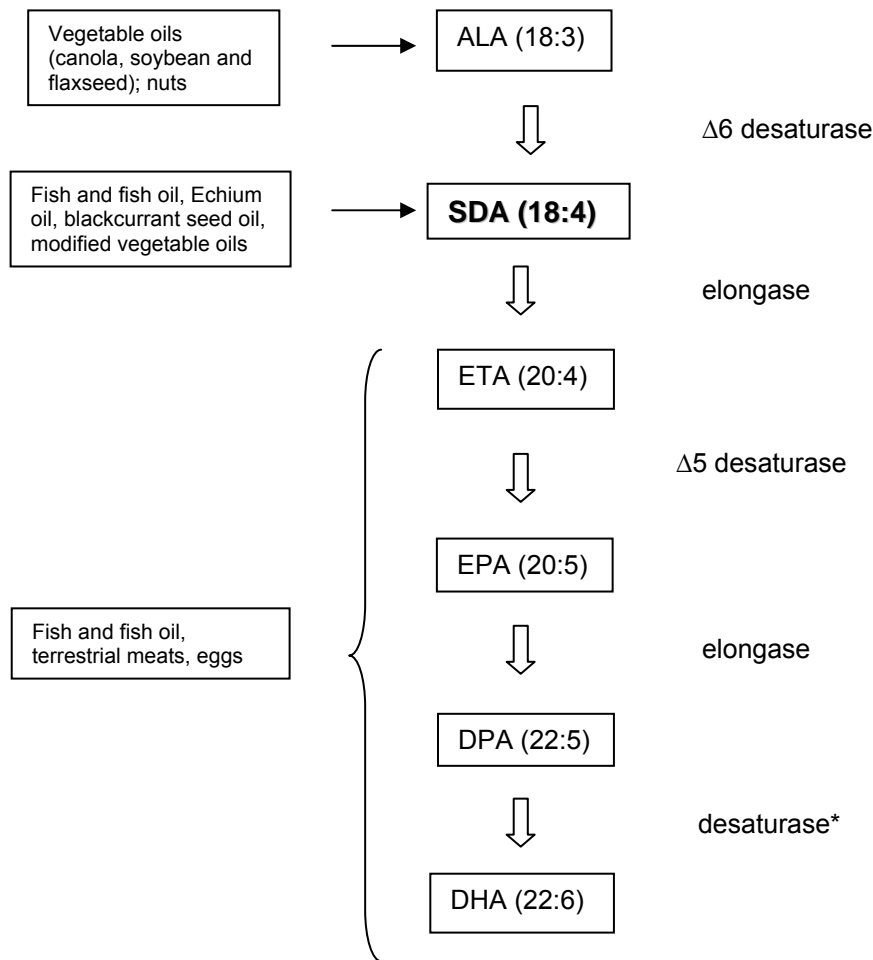 Vegetable oils
(canola, soybean and
flaxseed); nuts
ALA (18:3)
∆6 desaturase
Fish and fish oil, Echium
oil, blackcurrant seed oil,
modified vegetable oils
SDA (18:4)
elongase
ETA (20:4)
∆5 desaturase
EPA (20:5)
Fish and fish oil,
terrestrial meats, eggs
elongase
DPA (22:5)
desaturase*
DHA (22:6)